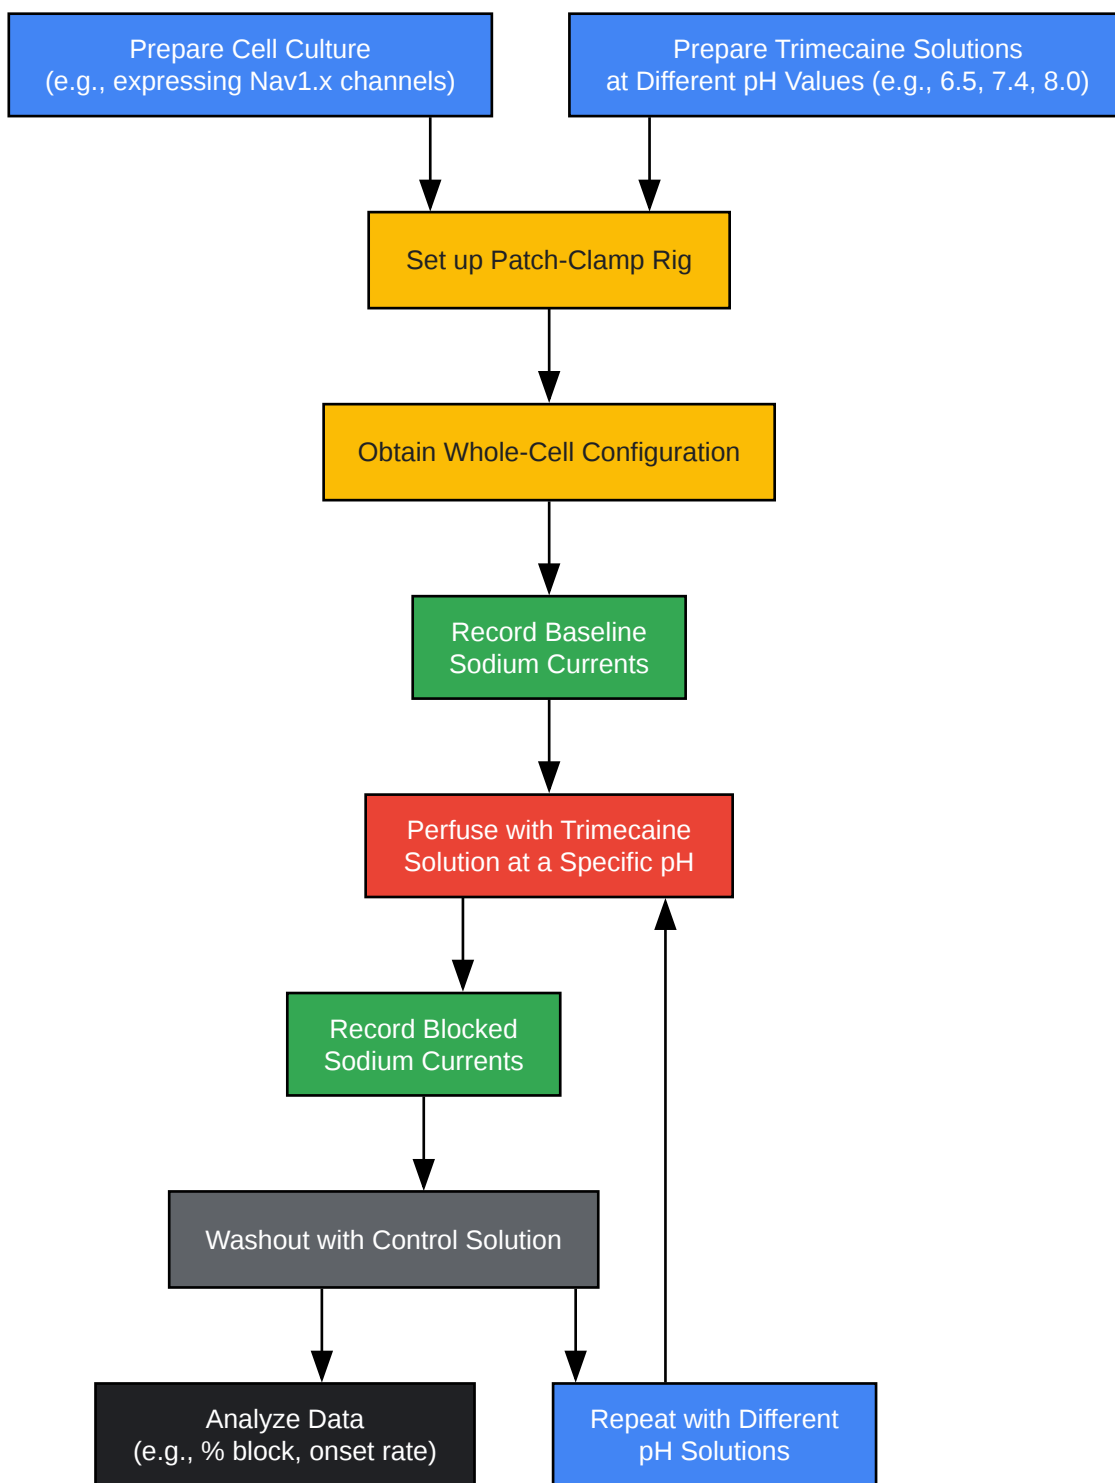 Prepare Cell Culture
(e.g., expressing Nav1.x channels)
Prepare Trimecaine Solutions
at Different pH Values (e.g., 6.5, 7.4, 8.0)
Set up Patch-Clamp Rig
Obtain Whole-Cell Configuration
Record Baseline
Sodium Currents
Perfuse with Trimecaine
Solution at a Specific pH
Record Blocked
Sodium Currents
Washout with Control Solution
Analyze Data
(e.g., % block, onset rate)
Repeat with Different
pH Solutions